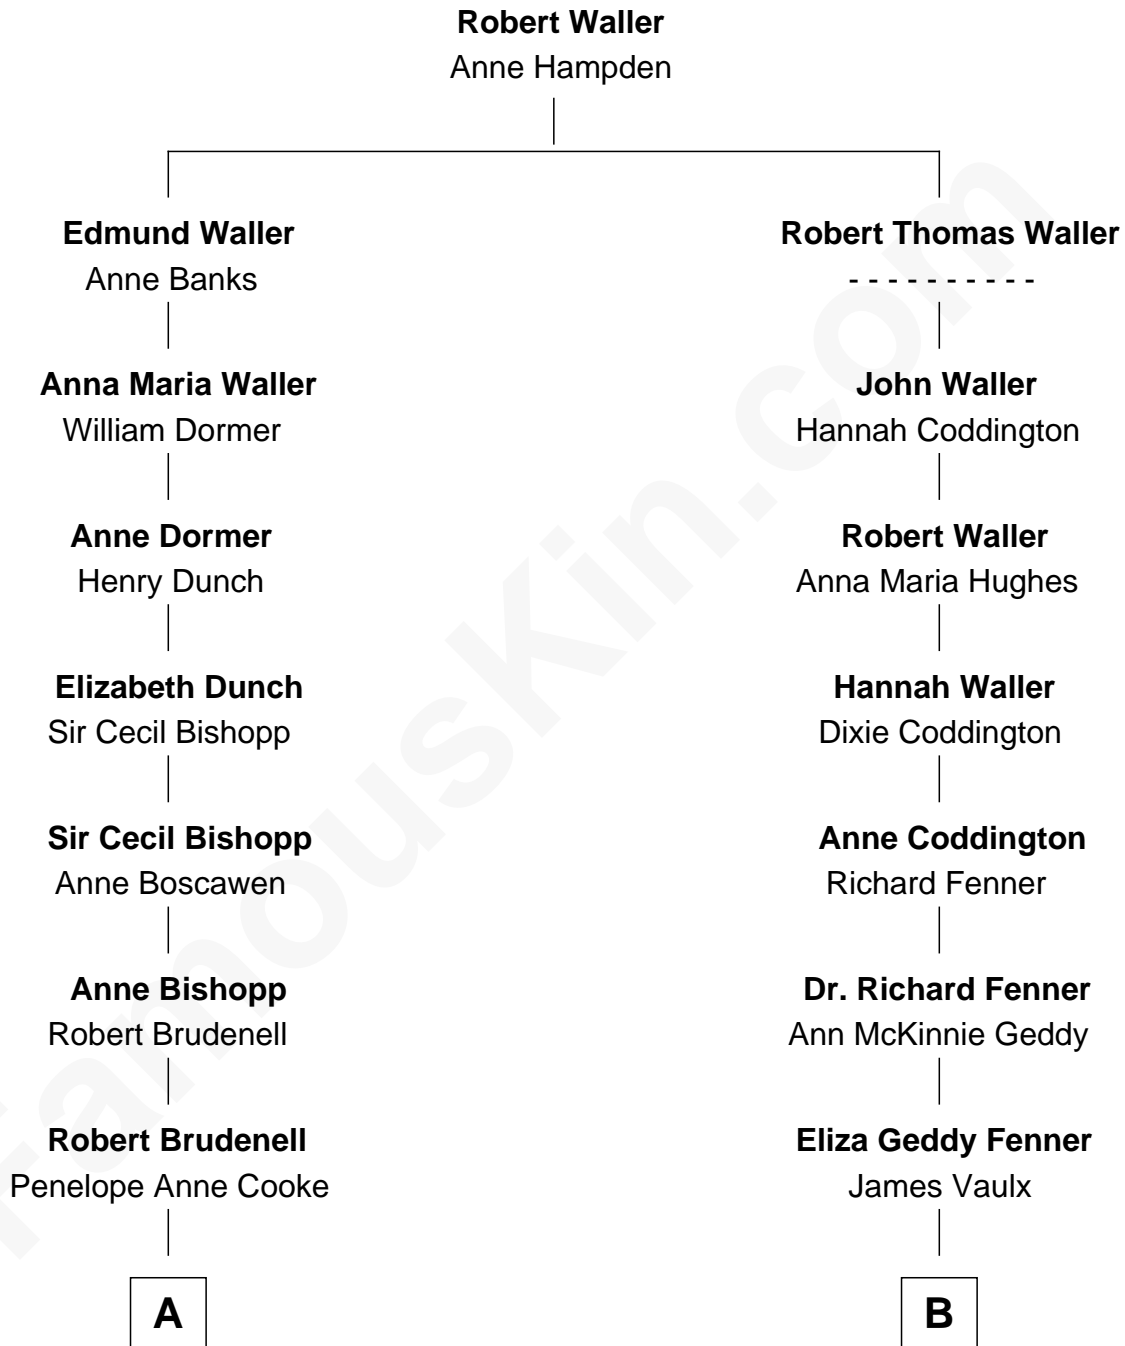 Robert Waller
Anne Hampden
Edmund Waller
Anne Banks
Robert Thomas Waller
- - - - - - - - - -
Anna Maria Waller
William Dormer
John Waller
Hannah Coddington
Anne Dormer
Henry Dunch
Robert Waller
Anna Maria Hughes
Elizabeth Dunch
Sir Cecil Bishopp
Hannah Waller
Dixie Coddington
Sir Cecil Bishopp
Anne Boscawen
Anne Coddington
Richard Fenner
Anne Bishopp
Robert Brudenell
Dr. Richard Fenner
Ann McKinnie Geddy
Robert Brudenell
Penelope Anne Cooke
Eliza Geddy Fenner
James Vaulx
A
B
FamousKin.com